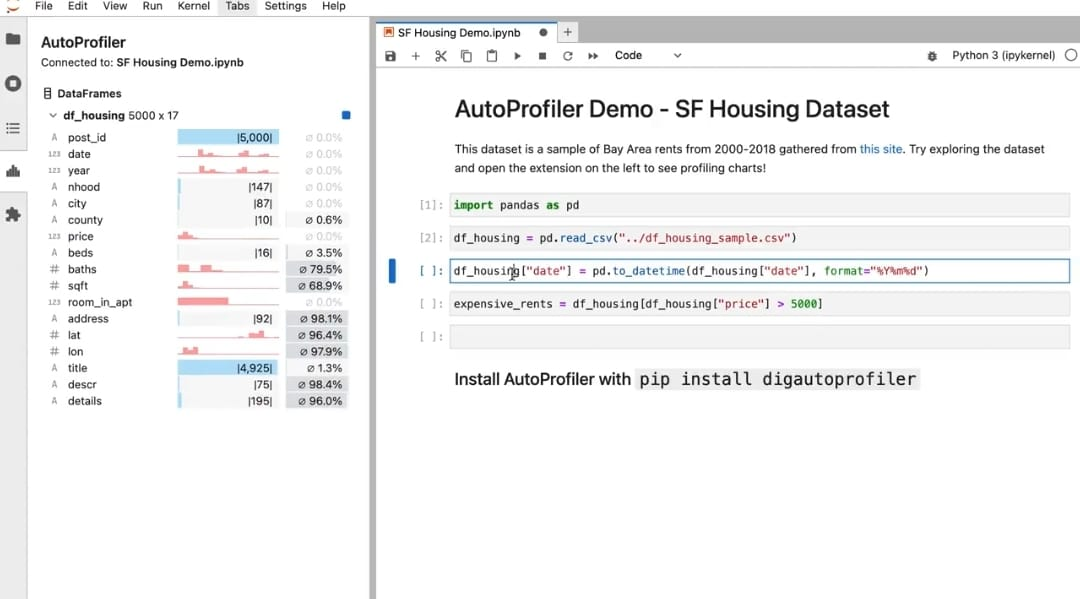 File Edit View Run Kernel Tabs Settings Help
AutoProfiler
Connected to: SF Housing Demo.ipynb
DataFrames
df_housing 5000 x 17
A post_id |5,000| ∅ 0.0%
123 date ∅ 0.0%
123 year ∅ 0.0%
A nhood |147| ∅ 0.0%
A city |87| ∅ 0.0%
A county |10| ∅ 0.6%
123 price ∅ 0.0%
A beds |16| ∅ 3.5%
# baths ∅ 79.5%
# sqft ∅ 68.9%
123 room_in_apt ∅ 0.0%
A address |92| ∅ 98.1%
# lat ∅ 96.4%
# lon ∅ 97.9%
A title |4,925| ∅ 1.3%
A descr |75| ∅ 98.4%
A details |195| ∅ 96.0%
SF Housing Demo.ipynb
Code
Python 3 (ipykernel)
AutoProfiler Demo - SF Housing Dataset
This dataset is a sample of Bay Area rents from 2000-2018 gathered from this site. Try exploring the dataset
and open the extension on the left to see profiling charts!
[1]: import pandas as pd
[2]: df_housing = pd.read_csv("../df_housing_sample.csv")
[ ]: df_housing["date"] = pd.to_datetime(df_housing["date"], format="%Y%m%d")
[ ]: expensive_rents = df_housing[df_housing["price"] > 5000]
[ ]:
Install AutoProfiler with pip install digautoprofiler